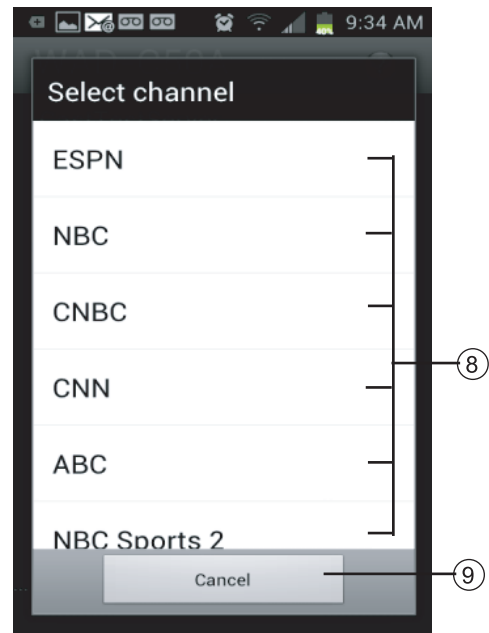 9:34 AM
Select channel
ESPN
NBC
CNBC
CNN
ABC
NBC Sports 2
Cancel
8
9